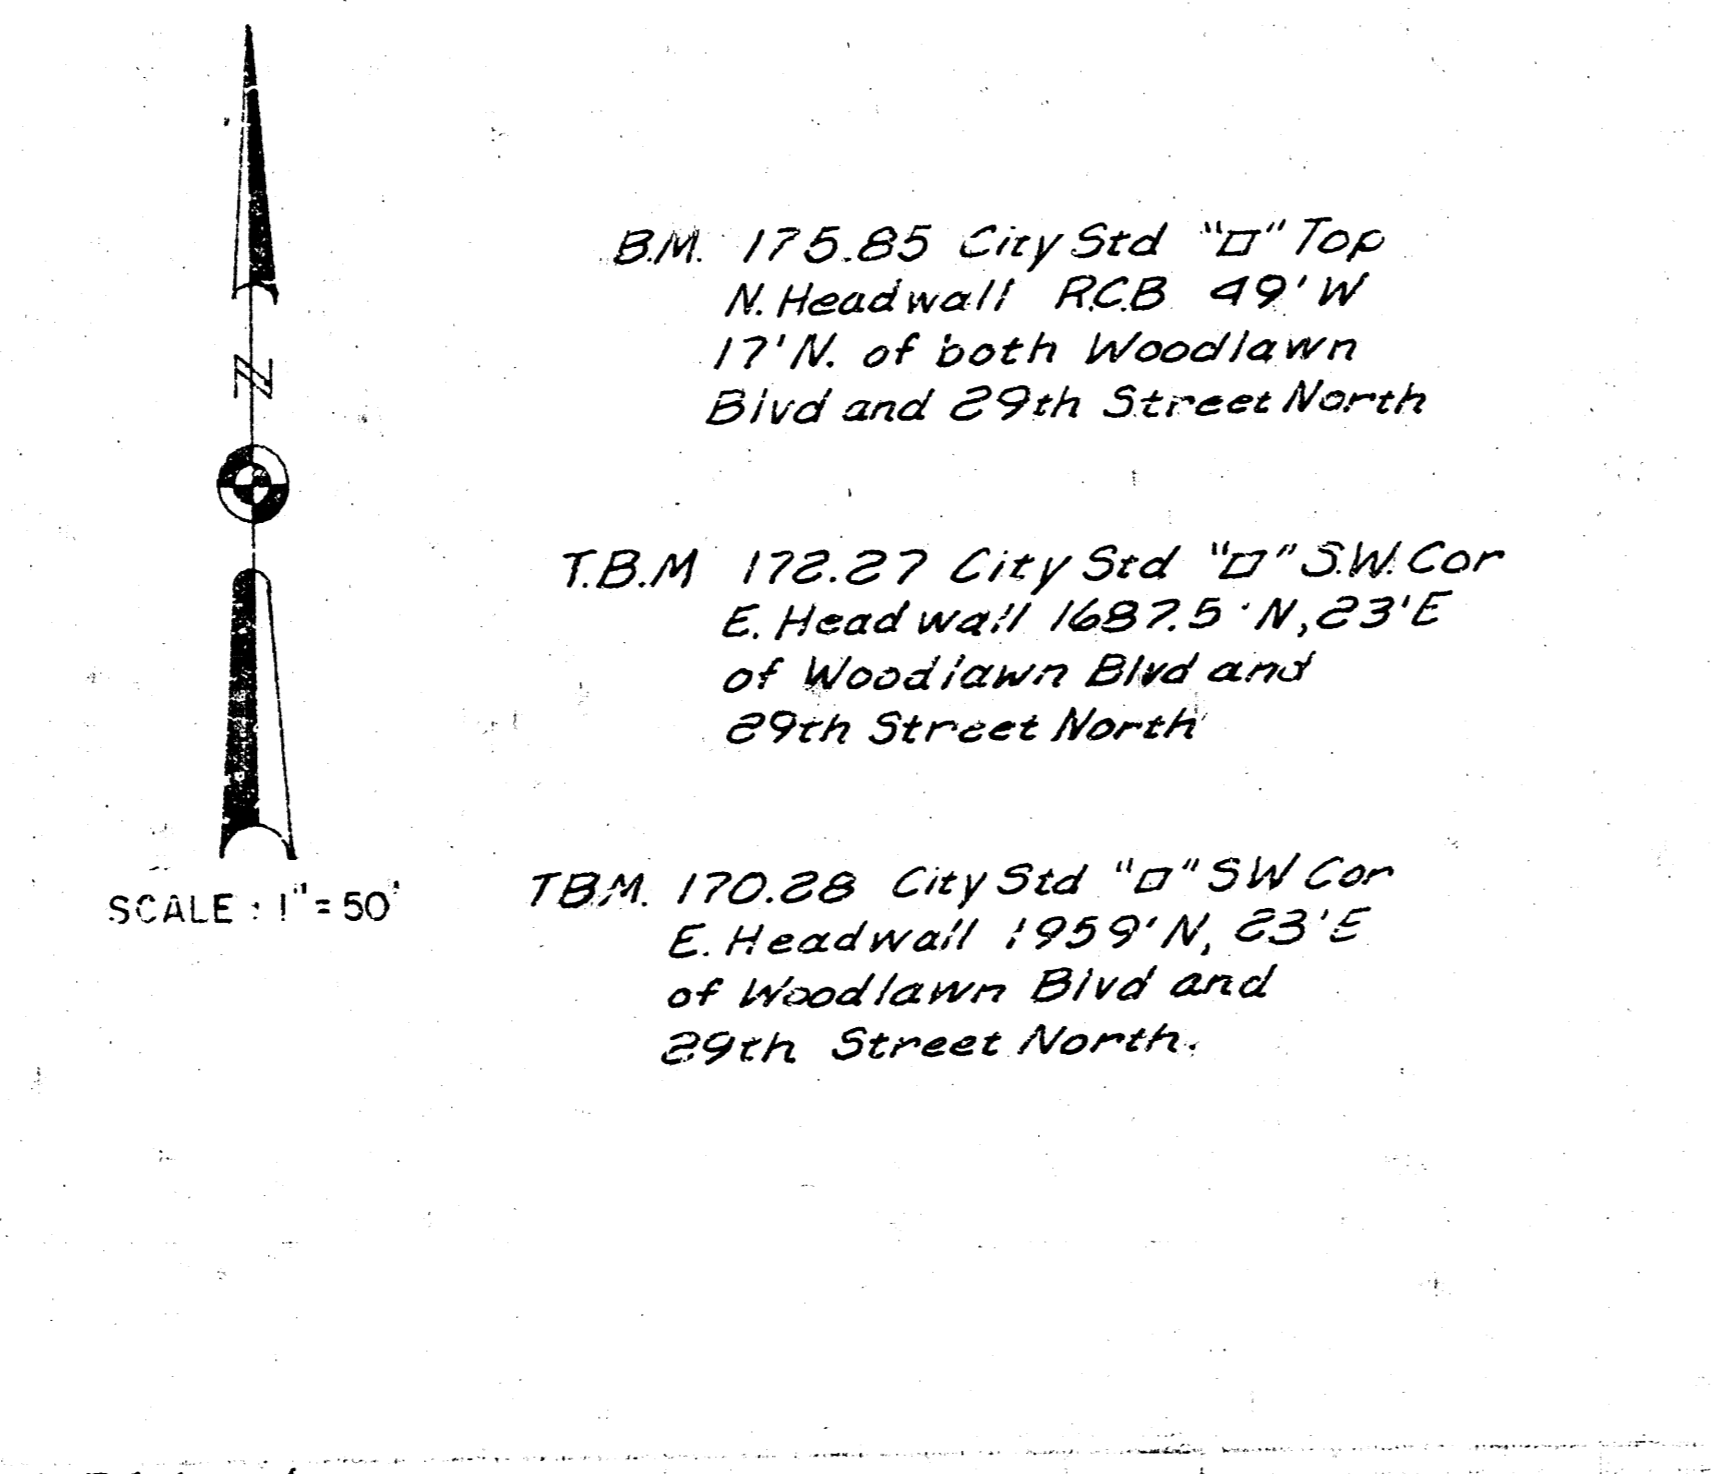 N
SCALE : 1" = 50'
B.M. 175.85 City Std "□" Top
N. Headwall R.C.B 49' W
17' N. of both Woodlawn
Blvd and 29th Street North
T.B.M 172.27 City Std "□" S.W. Cor
E. Headwall 1687.5' N, 23' E
of Woodlawn Blvd and
29th Street North
T.B.M. 170.28 City Std "□" SW Cor
E. Headwall 1959' N, 23' E
of Woodlawn Blvd and
29th Street North.